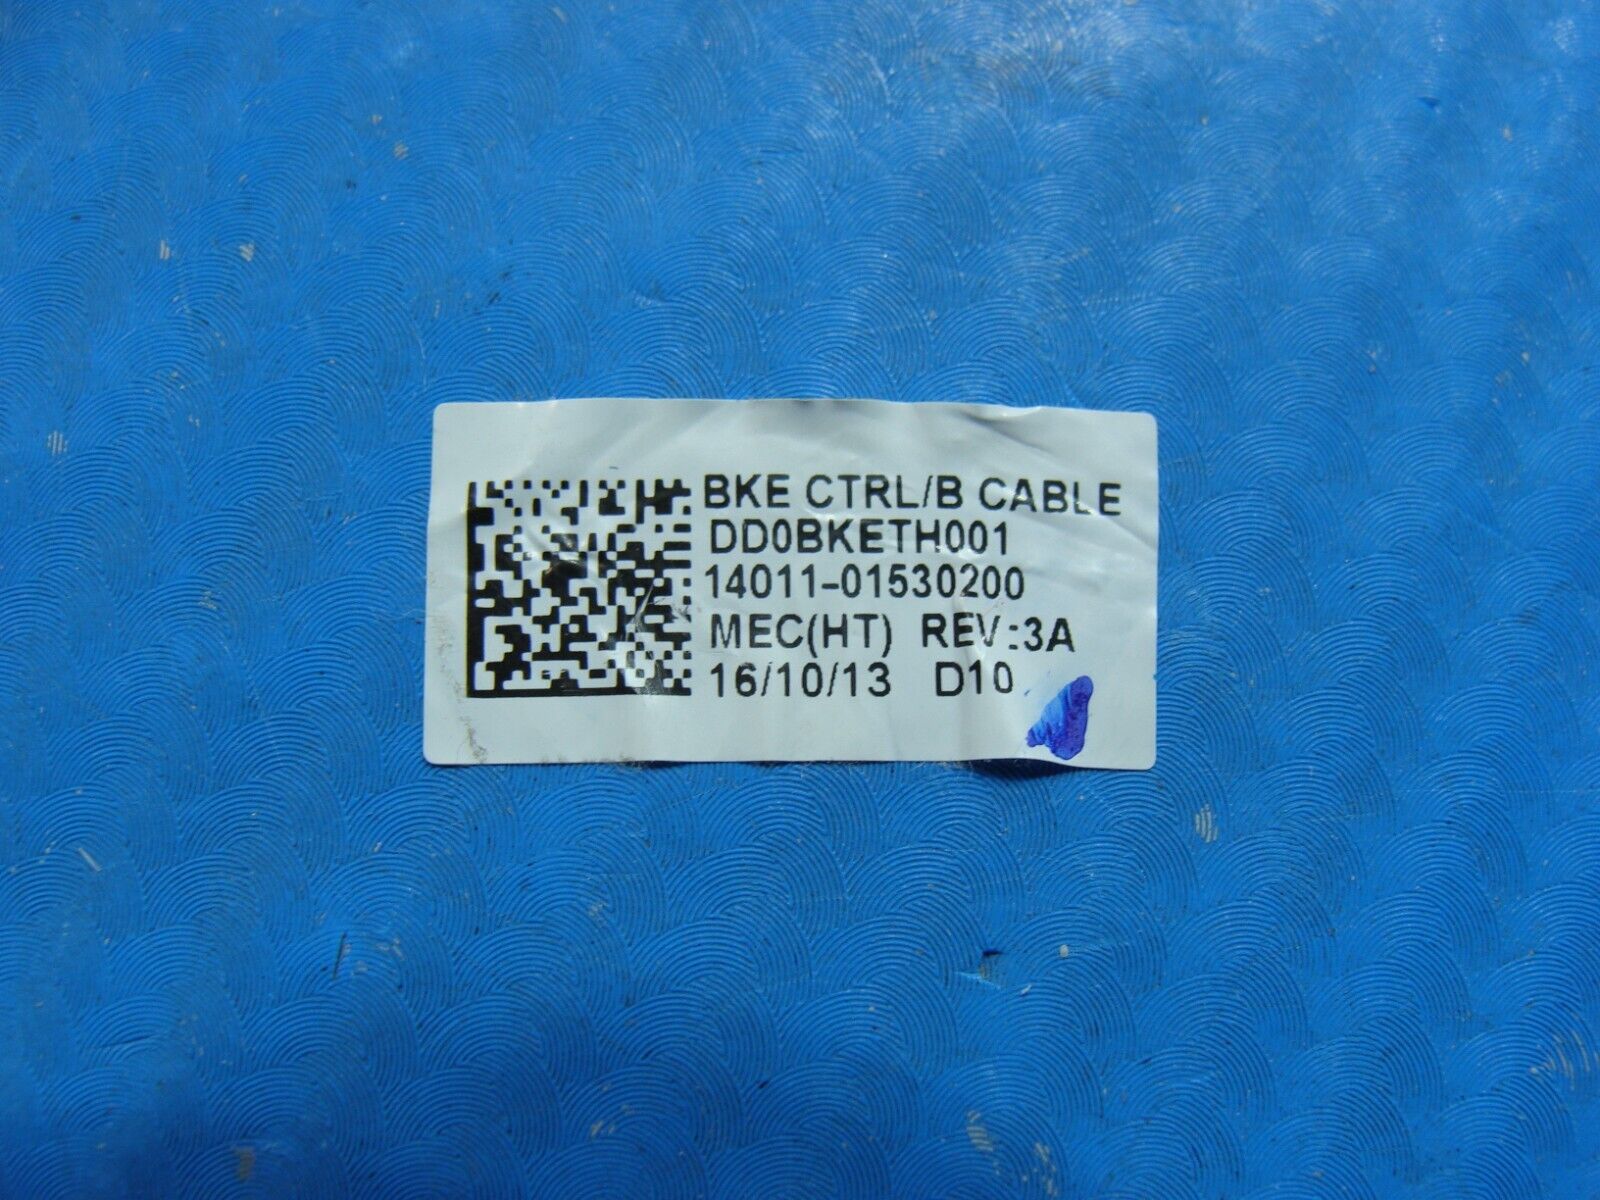 BKE CTRL/B CABLE
DD0BKETH001
14011-01530200
MEC(HT) REV:3A
16/10/13 D10